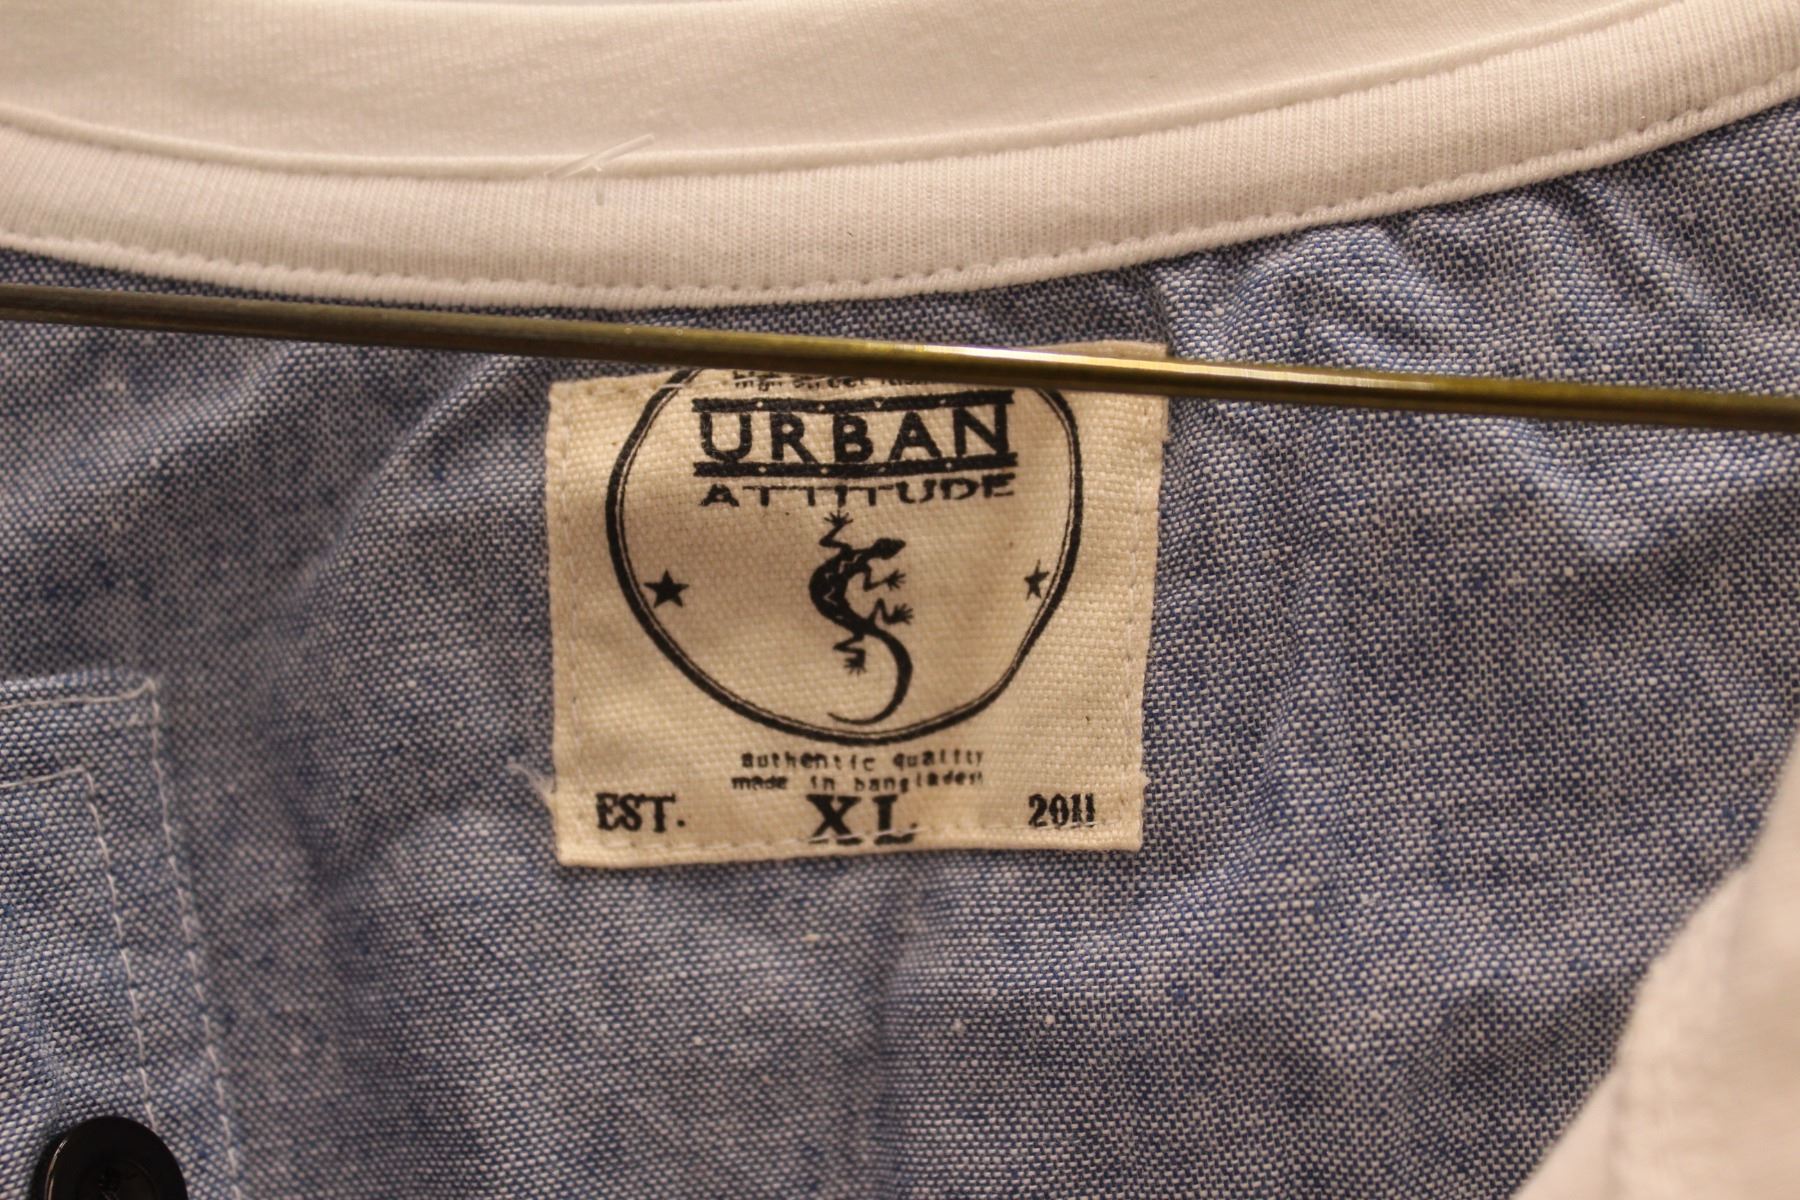 URBAN
ATTITUDE
authentic quality
made in bangladesh
EST. XL 2011